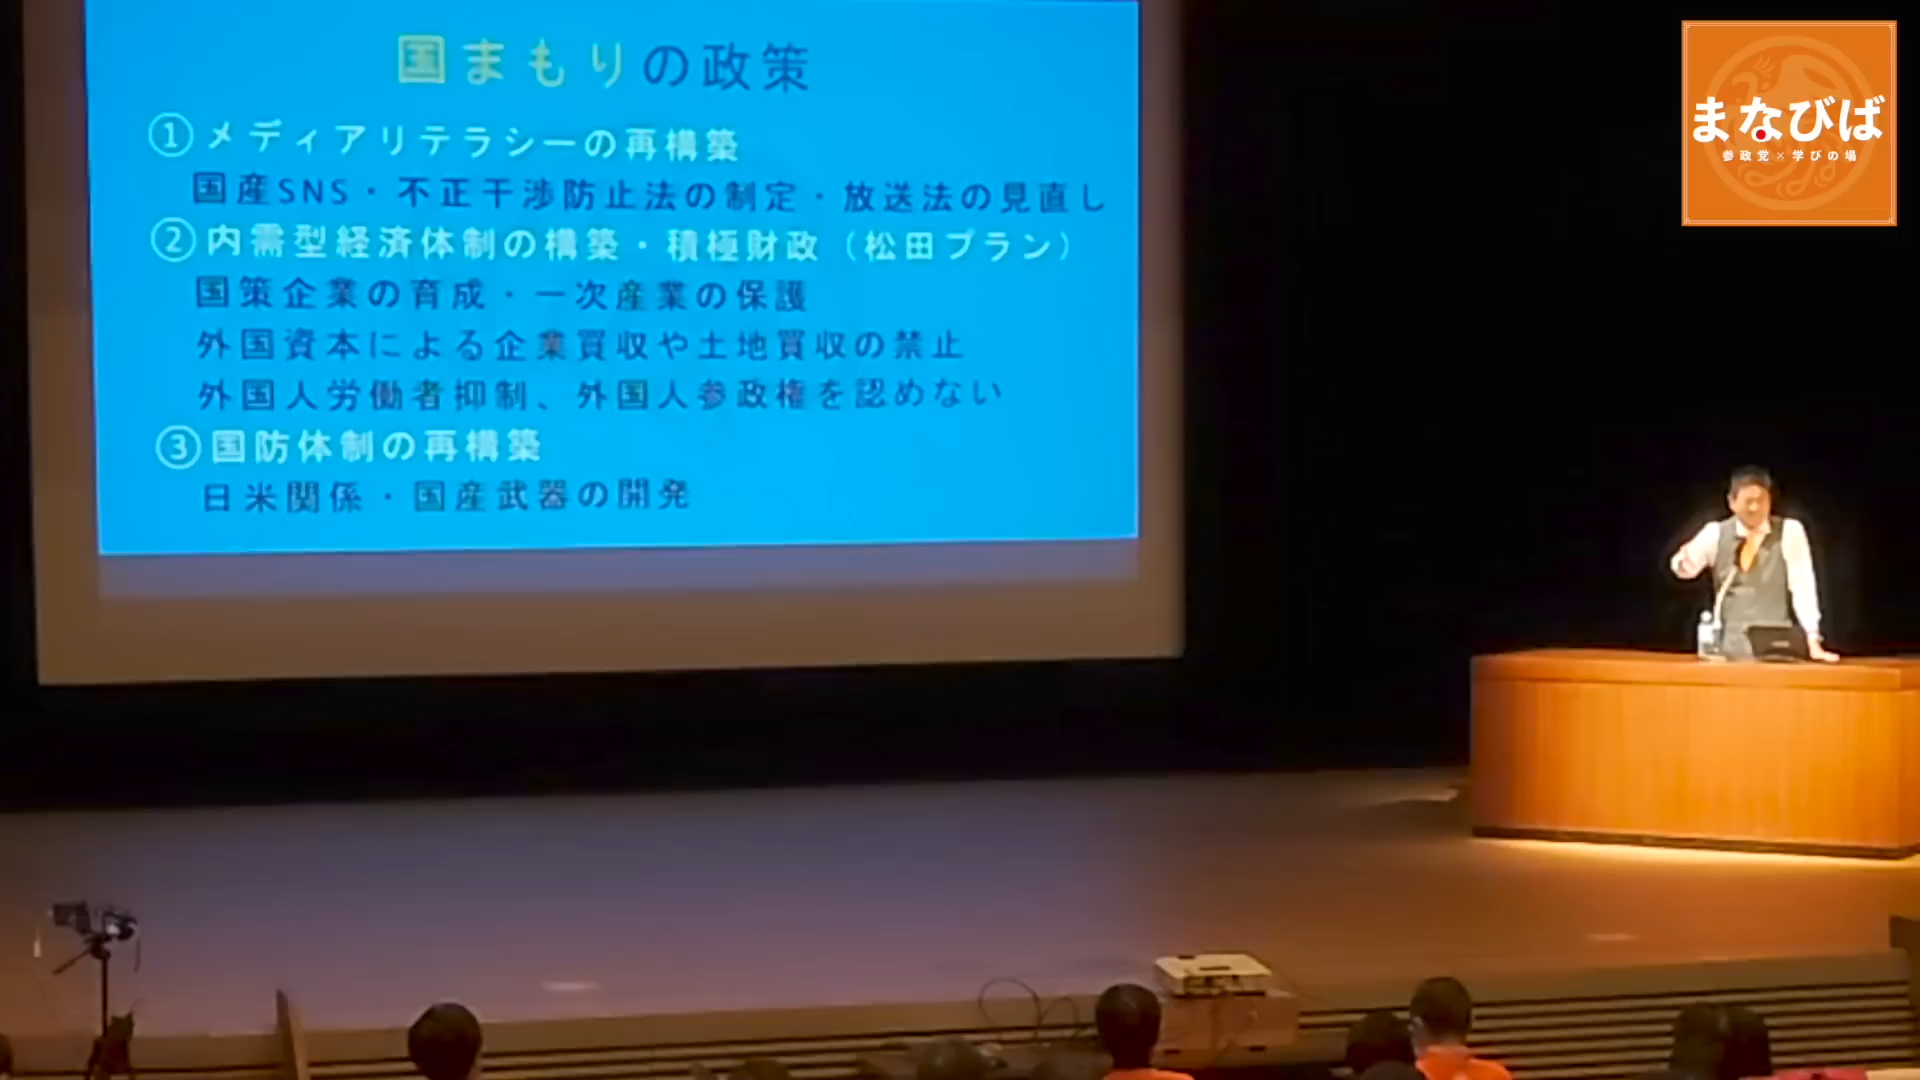 国まもりの政策
①メディアリテラシーの再構築
国産SNS・不正干渉防止法の制定・放送法の見直し
②内需型経済体制の構築・積極財政（松田プラン）
国策企業の育成・一次産業の保護
外国資本による企業買収や土地買収の禁止
外国人労働者抑制、外国人参政権を認めない
③国防体制の再構築
日米関係・国産武器の開発
まなびば
参政党×学びの場